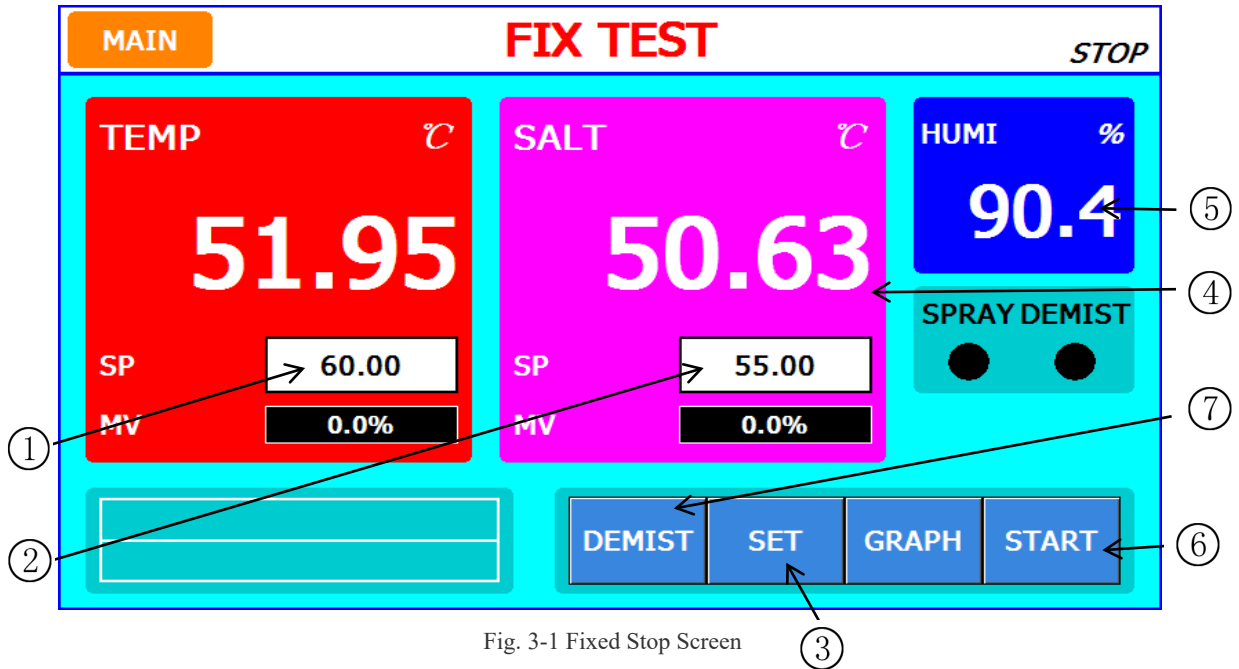 MAIN
FIX TEST
STOP
TEMP ℃
51.95
SP 60.00
MV 0.0%
SALT ℃
50.63
SP 55.00
MV 0.0%
HUMI %
90.4
SPRAY DEMIST
DEMIST SET GRAPH START
①
②
③
④
⑤
⑥
⑦
Fig. 3-1 Fixed Stop Screen